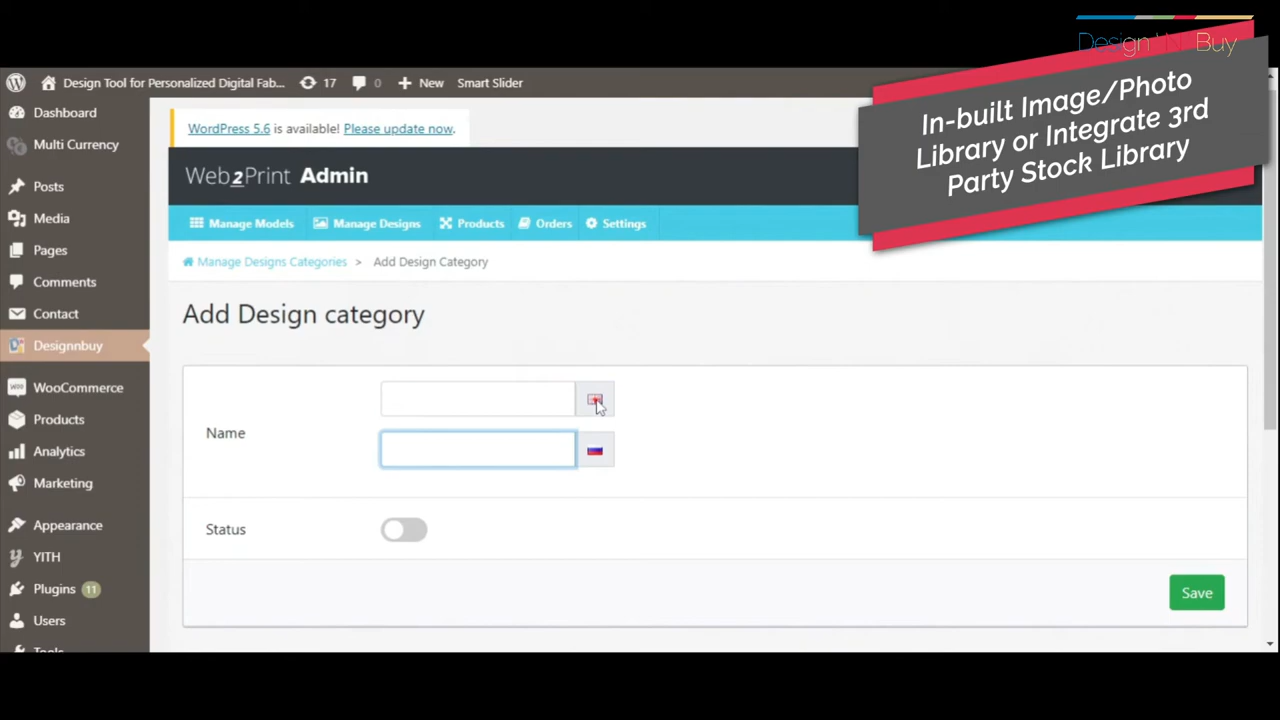 Design 'N' Buy
In-built Image/Photo
Library or Integrate 3rd
Party Stock Library
Design Tool for Personalized Digital Fab... 17 0 New Smart Slider
Dashboard
Multi Currency
Posts
Media
Pages
Comments
Contact
Designnbuy
WooCommerce
Products
Analytics
Marketing
Appearance
YITH
Plugins 11
Users
Tools
WordPress 5.6 is available! Please update now.
Web2Print Admin
Manage Models Manage Designs Products Orders Settings
Manage Designs Categories > Add Design Category
Add Design category
Name
Status
Save